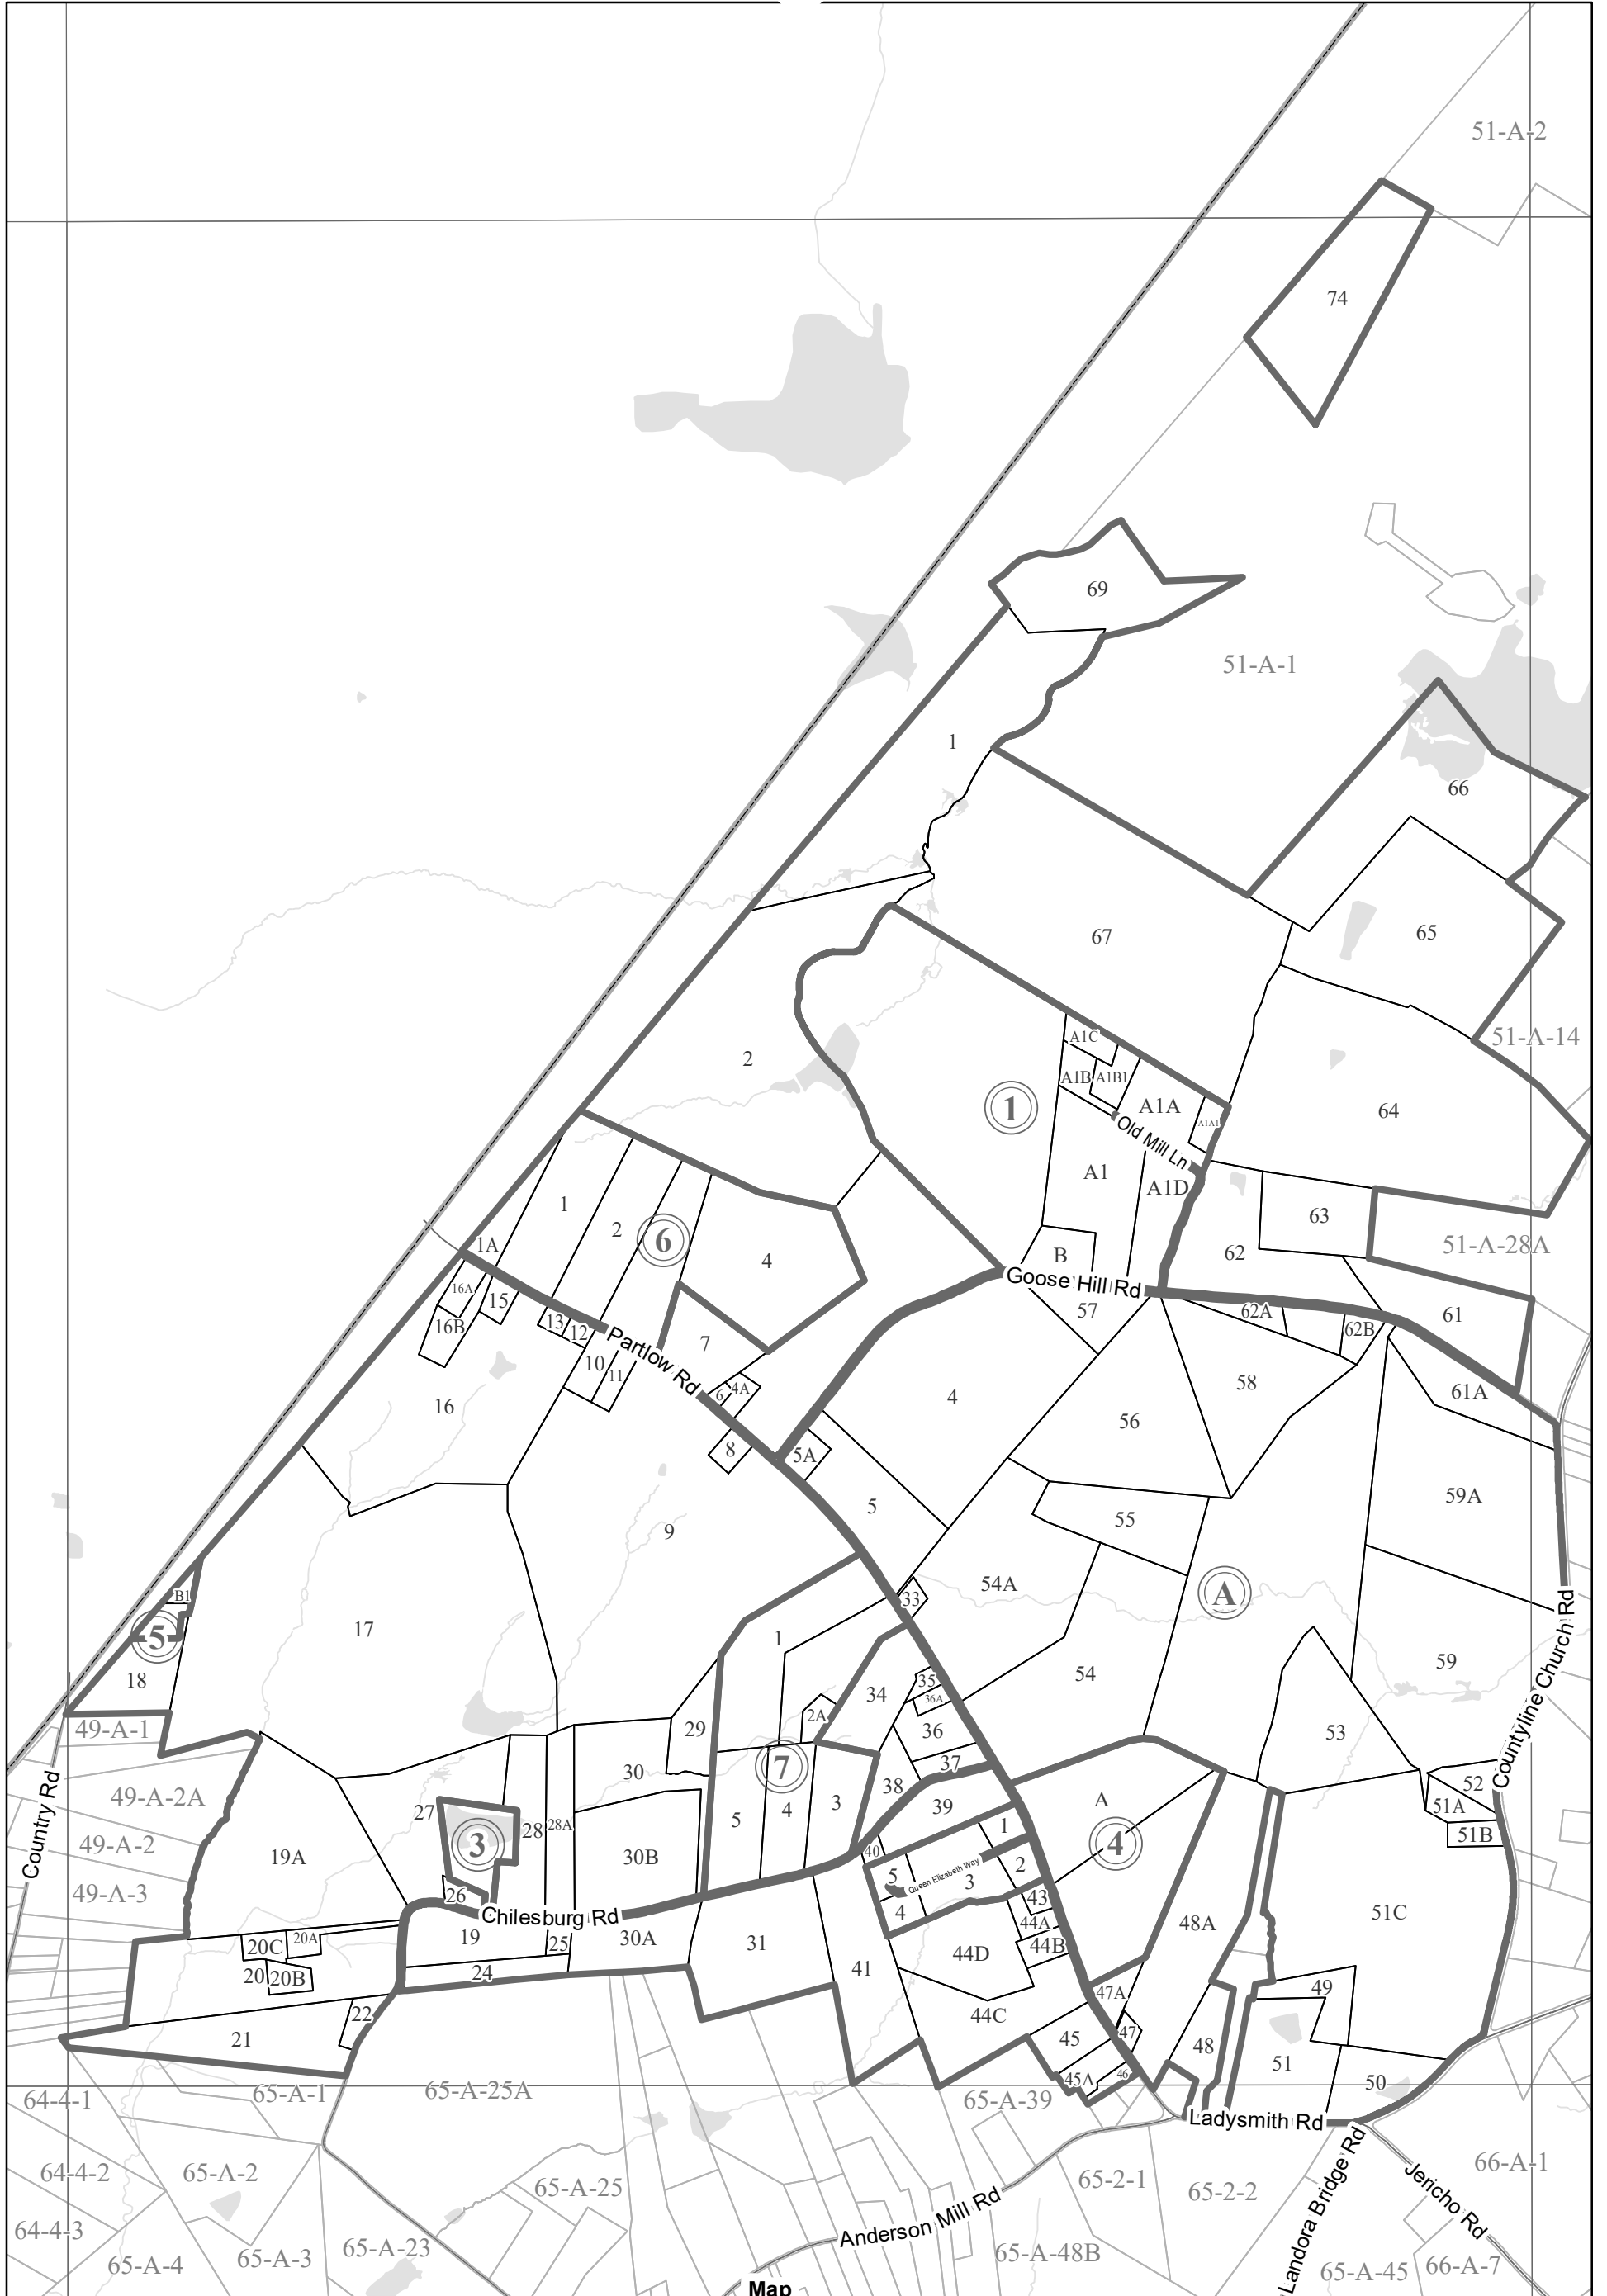 51-A-2
74
69
51-A-1
1
66
67
65
51-A-14
2
A1C
A1B
A1B1
A1A
A1A1
64
1
Old Mill Ln
A1
A1D
1
2
6
4
63
62
51-A-28A
1A
B
Goose Hill Rd
16A
15
16B
13
12
57
62A
62B
61
Partlow Rd
7
10
11
6
4A
58
61A
16
4
56
8
5A
59A
5
55
9
54A
A
B1
33
17
5
1
18
35
54
59
Countyline Church Rd
34
36A
2A
49-A-1
29
36
53
7
37
Country Rd
30
38
52
49-A-2A
27
39
A
51A
3
28
28A
5
4
3
1
4
51B
49-A-2
19A
30B
40
5
Queen Elizabeth Way
3
2
49-A-3
26
43
4
Chilesburg Rd
44A
48A
51C
19
25
30A
31
44B
20C
20A
44D
20
20B
24
41
49
47A
22
44C
21
45
47
48
51
45A
46
50
64-4-1
65-A-1
65-A-25A
65-A-39
Ladysmith Rd
64-4-2
65-A-2
65-A-25
65-2-1
65-2-2
66-A-1
Landora Bridge Rd
Jericho Rd
64-4-3
Anderson Mill Rd
65-A-4
65-A-3
65-A-23
65-A-48B
65-A-45
66-A-7
Map